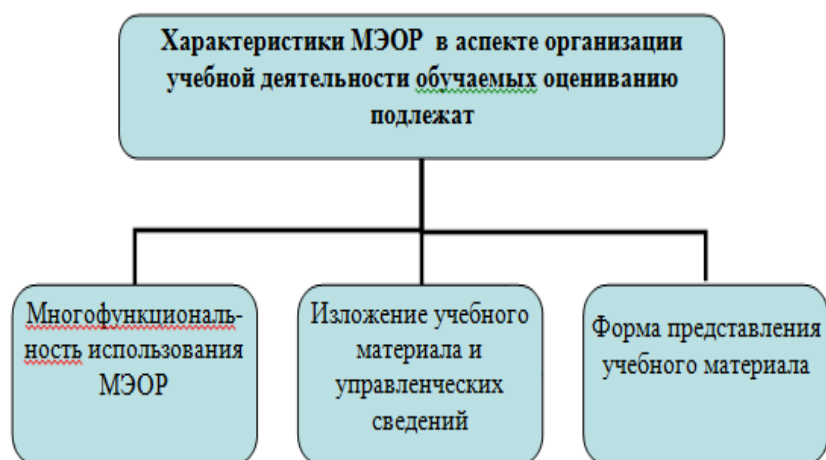 Характеристики МЭОР в аспекте организации
учебной деятельности обучаемых оцениванию
подлежат
Многофункциональ-
ность использования
МЭОР
Изложение учебного
материала и
управленческих
сведений
Форма представления
учебного материала